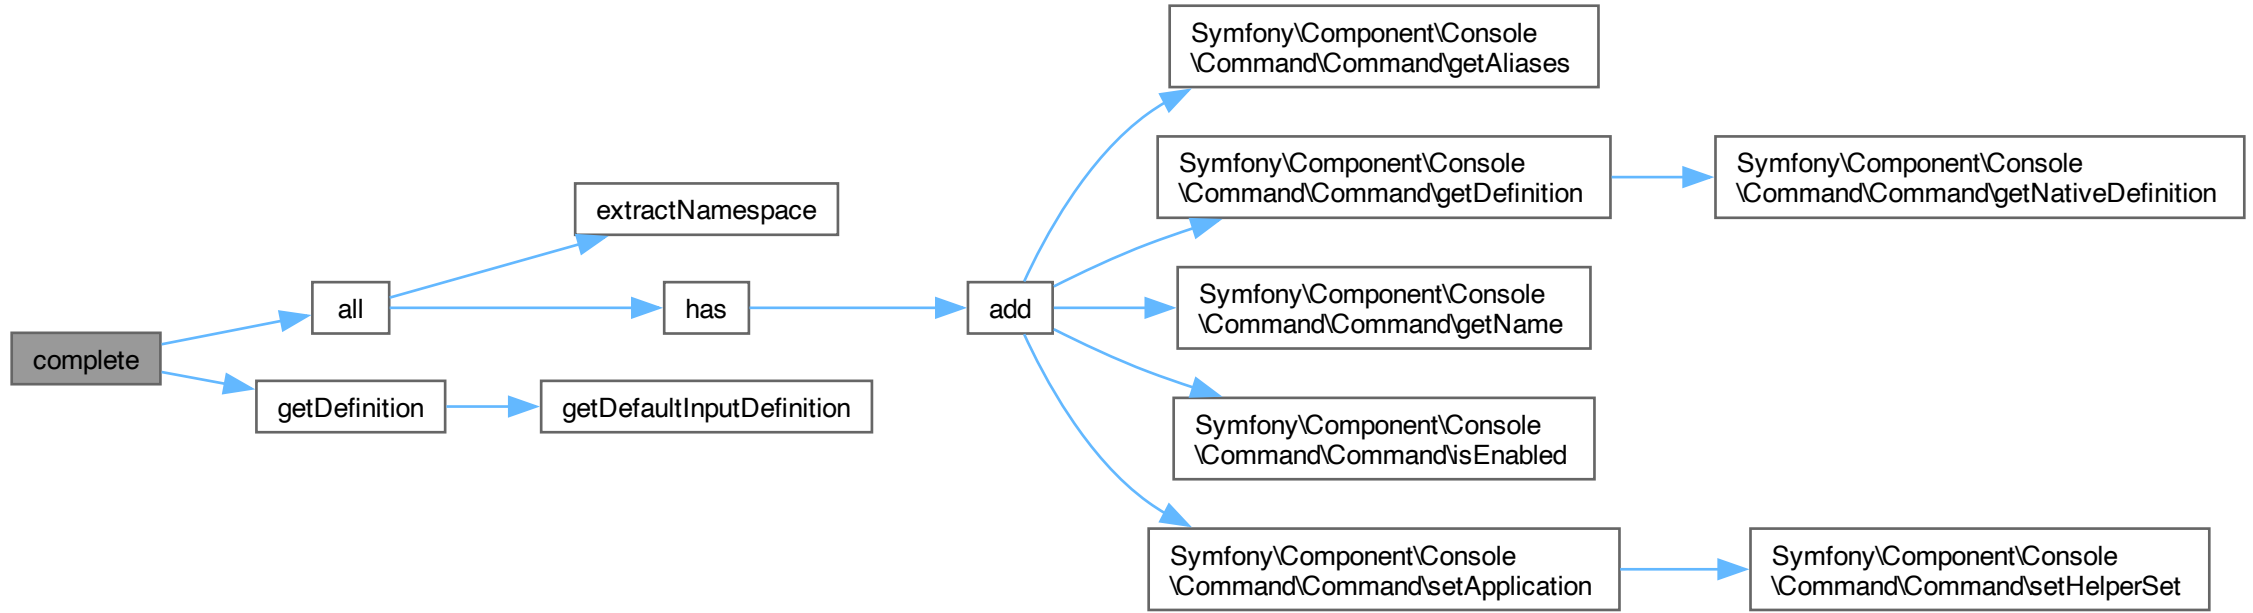 complete
all
getDefinition
extractNamespace
has
getDefaultInputDefinition
add
Symfony\Component\Console
\Command\Command\getAliases
Symfony\Component\Console
\Command\Command\getDefinition
Symfony\Component\Console
\Command\Command\getName
Symfony\Component\Console
\Command\Command\isEnabled
Symfony\Component\Console
\Command\Command\setApplication
Symfony\Component\Console
\Command\Command\getNativeDefinition
Symfony\Component\Console
\Command\Command\setHelperSet